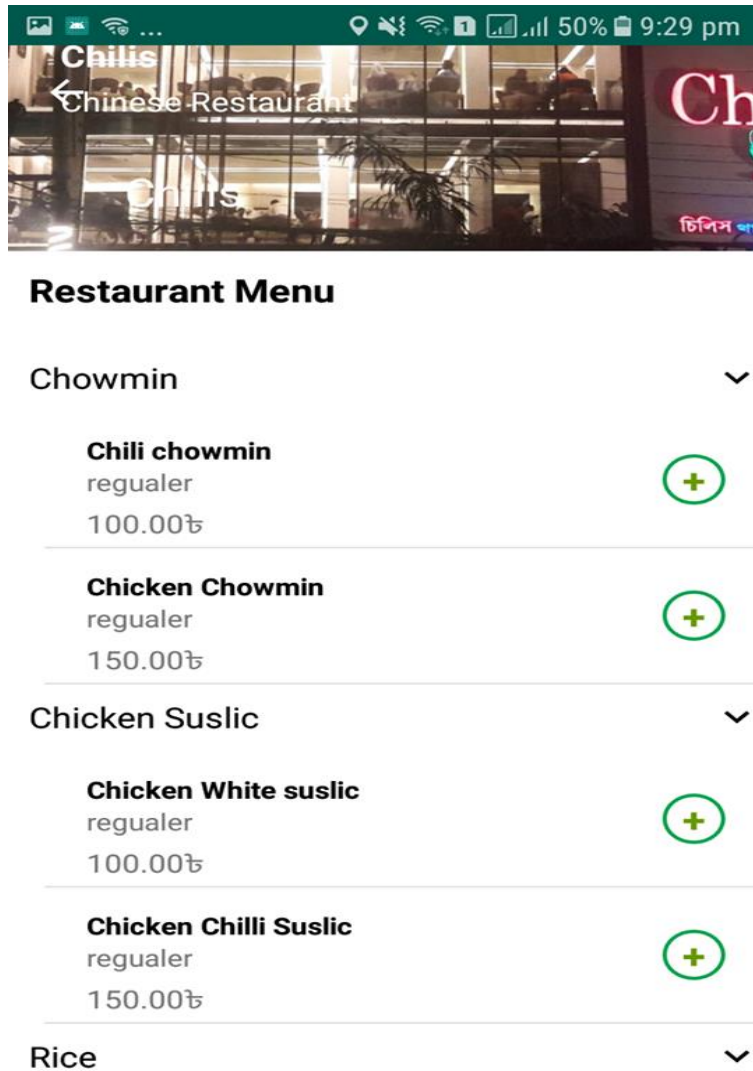 ... 1 50% 9:29 pm
Chilis
Chinese Restaurant
Chilis
Ch
চিলিস
Restaurant Menu
Chowmin
Chili chowmin
regualer
100.00৳
Chicken Chowmin
regualer
150.00৳
Chicken Suslic
Chicken White suslic
regualer
100.00৳
Chicken Chilli Suslic
regualer
150.00৳
Rice